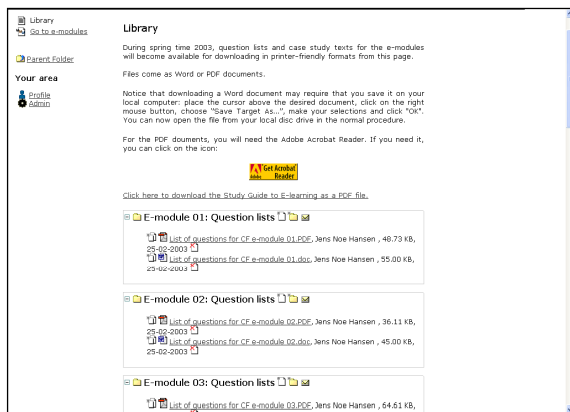 Library
Go to e-modules
Parent Folder
Your area
Profile
Admin
Library
During spring time 2003, question lists and case study texts for the e-modules
will become available for downloading in printer-friendly formats from this page.
Files come as Word or PDF documents.
Notice that downloading a Word document may require that you save it on your
local computer: place the cursor above the desired document, click on the right
mouse button, choose "Save Target As...", make your selections and click "OK".
You can now open the file from your local disc drive in the normal procedure.
For the PDF douments, you will need the Adobe Acrobat Reader. If you need it,
you can click on the icon:
Get Acrobat
Adobe Reader
Click here to download the Study Guide to E-learning as a PDF file.
E-module 01: Question lists
List of questions for CF e-module 01.PDF, Jens Noe Hansen , 48.73 KB,
25-02-2003
List of questions for CF e-module 01.doc, Jens Noe Hansen , 55.00 KB,
25-02-2003
E-module 02: Question lists
List of questions for CF e-module 02.PDF, Jens Noe Hansen , 36.11 KB,
25-02-2003
List of questions for CF e-module 02.doc, Jens Noe Hansen , 45.00 KB,
25-02-2003
E-module 03: Question lists
List of questions for CF e-module 03.PDF, Jens Noe Hansen , 64.61 KB,